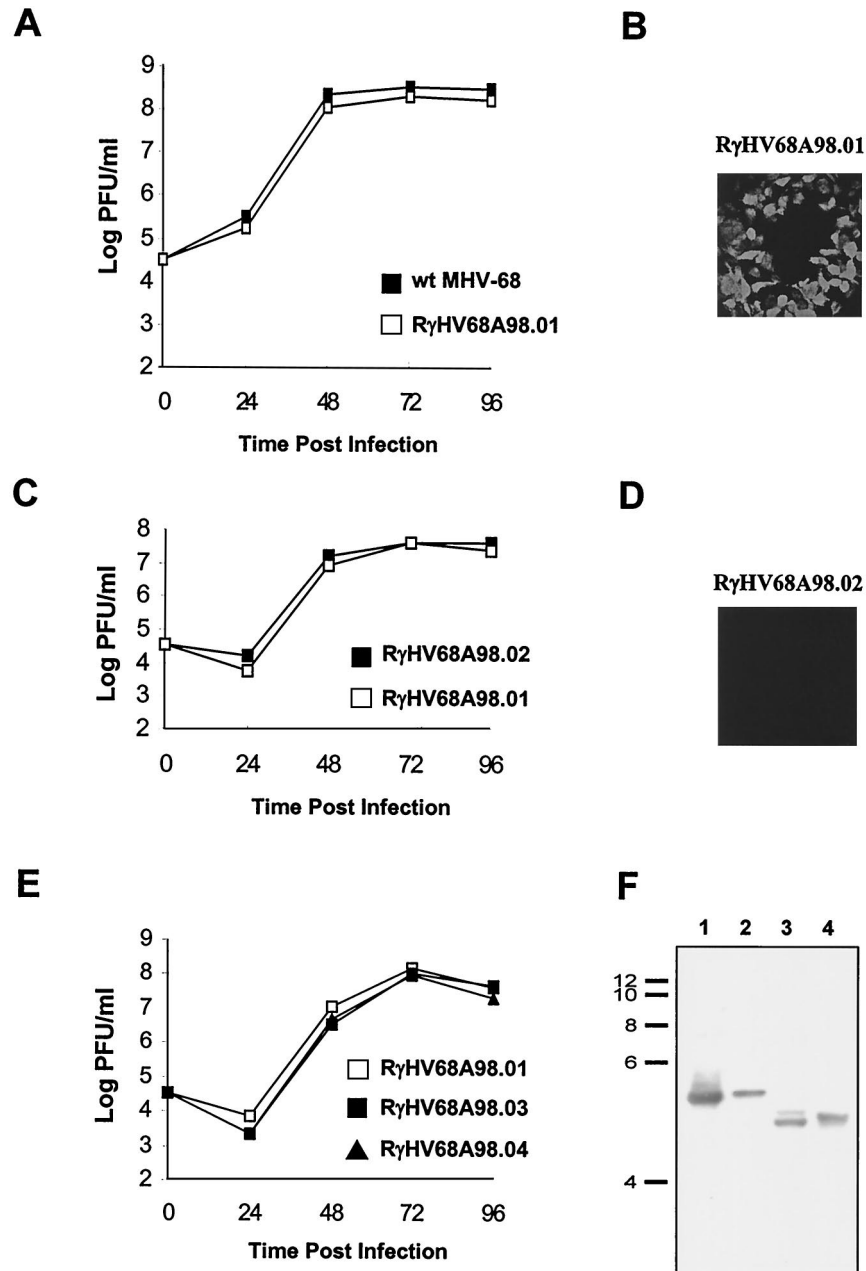 A
9
8
7
6
5
4
3
2
Log PFU/ml
wt MHV-68
RγHV68A98.01
0 24 48 72 96
Time Post Infection
B
RγHV68A98.01
C
8
7
6
5
4
3
2
Log PFU/ml
RγHV68A98.02
RγHV68A98.01
0 24 48 72 96
Time Post Infection
D
RγHV68A98.02
E
9
8
7
6
5
4
3
2
Log PFU/ml
RγHV68A98.01
RγHV68A98.03
RγHV68A98.04
0 24 48 72 96
Time Post Infection
F
1 2 3 4
12
10
8
6
4